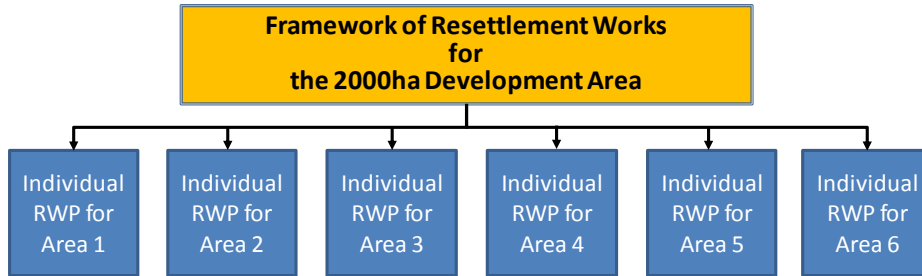 Framework of Resettlement Works
for
the 2000ha Development Area
Individual
RWP for
Area 1
Individual
RWP for
Area 2
Individual
RWP for
Area 3
Individual
RWP for
Area 4
Individual
RWP for
Area 5
Individual
RWP for
Area 6